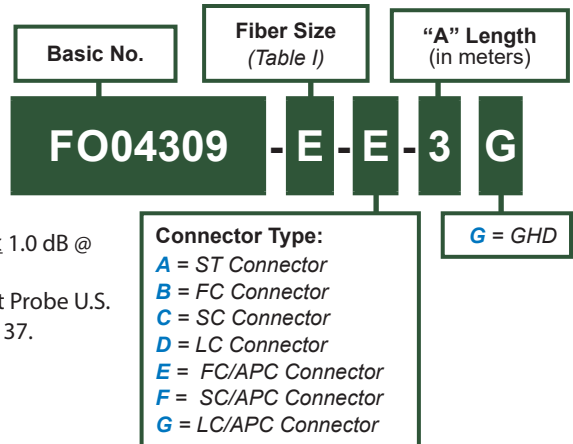 Basic No.
Fiber Size
(Table I)
“A” Length
(in meters)
FO04309 - E - E - 3 G
1.0 dB @
t Probe U.S.
37.
Connector Type:
A = ST Connector
B = FC Connector
C = SC Connector
D = LC Connector
E = FC/APC Connector
F = SC/APC Connector
G = LC/APC Connector
G = GHD